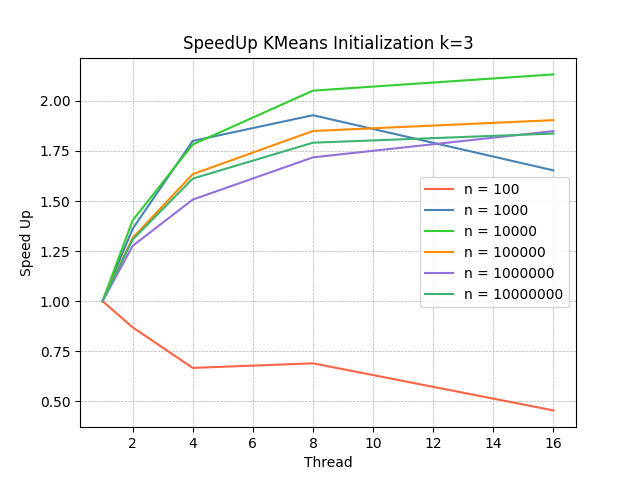 SpeedUp KMeans Initialization k=3
2.00
1.75
1.50
1.25
1.00
0.75
0.50
Speed Up
n = 100
n = 1000
n = 10000
n = 100000
n = 1000000
n = 10000000
2 4 6 8 10 12 14 16
Thread